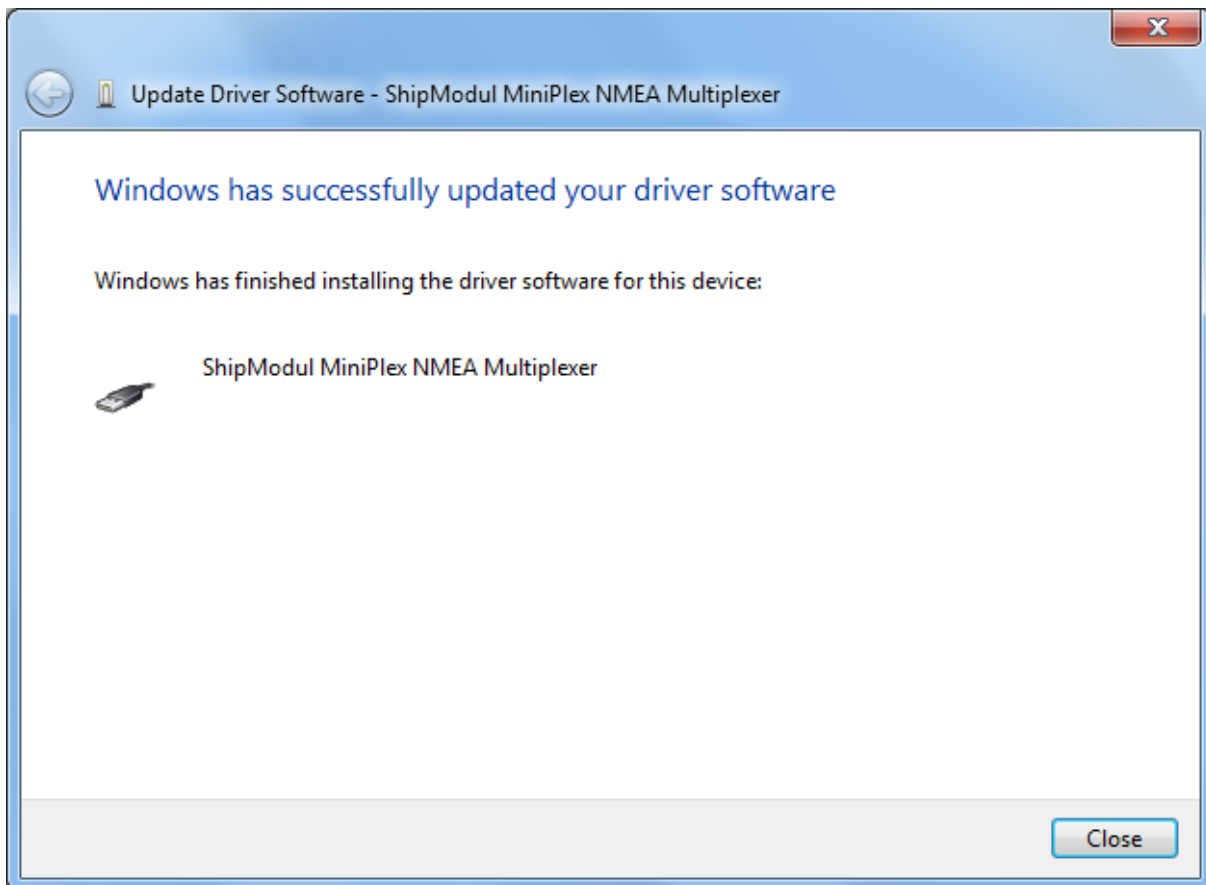 Update Driver Software - ShipModul MiniPlex NMEA Multiplexer
Windows has successfully updated your driver software
Windows has finished installing the driver software for this device:
ShipModul MiniPlex NMEA Multiplexer
Close